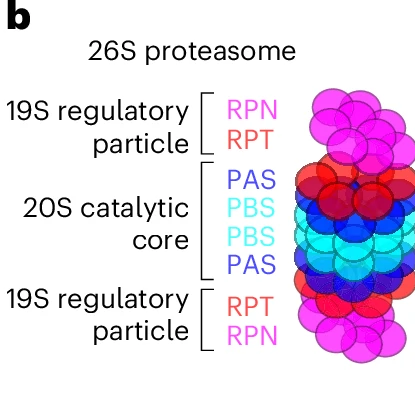 b
26S proteasome
19S regulatory
particle
RPN
RPT
20S catalytic
core
PAS
PBS
PBS
PAS
19S regulatory
particle
RPT
RPN